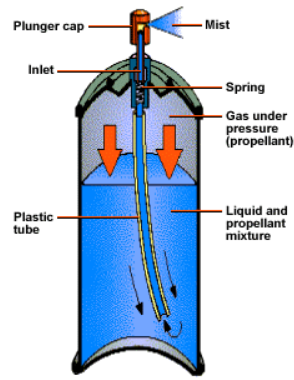 Plunger cap
Mist
Inlet
Spring
Gas under
pressure
(propellant)
Plastic
tube
Liquid and
propellant
mixture